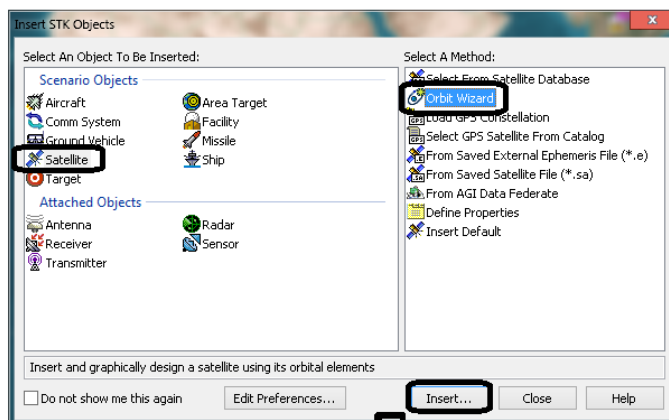 Insert STK Objects
Select An Object To Be Inserted:
Scenario Objects
Aircraft
Area Target
Comm System
Facility
Ground Vehicle
Missile
Satellite
Ship
Target
Attached Objects
Antenna
Radar
Receiver
Sensor
Transmitter
Select A Method:
Select From Satellite Database
Orbit Wizard
Load GPS Constellation
Select GPS Satellite From Catalog
From Saved External Ephemeris File (*.e)
From Saved Satellite File (*.sa)
From AGI Data Federate
Define Properties
Insert Default
Insert and graphically design a satellite using its orbital elements
Do not show me this again
Edit Preferences...
Insert...
Close
Help